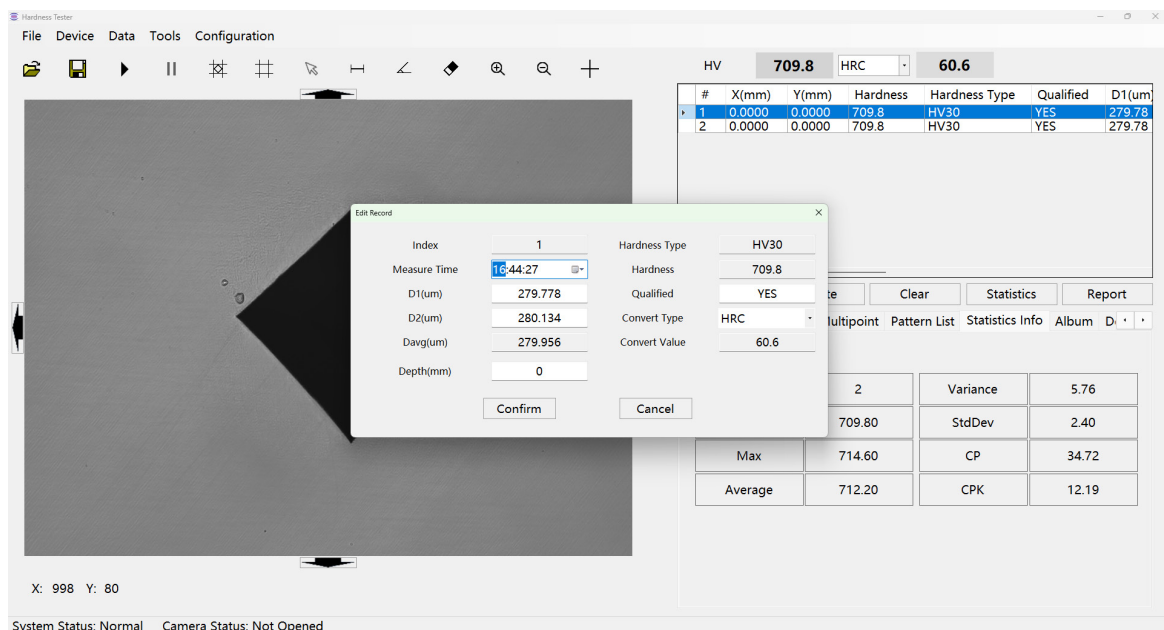 Hardness Tester
File Device Data Tools Configuration
HV 709.8 HRC 60.6
# X(mm) Y(mm) Hardness Hardness Type Qualified D1(um)
1 0.0000 0.0000 709.8 HV30 YES 279.78
2 0.0000 0.0000 709.8 HV30 YES 279.78
Edit Record
Index 1 Hardness Type HV30
Measure Time 16:44:27 Hardness 709.8
D1(um) 279.778 Qualified YES
D2(um) 280.134 Convert Type HRC
Davg(um) 279.956 Convert Value 60.6
Depth(mm) 0
Confirm Cancel
Clear Statistics Report
Multipoint Pattern List Statistics Info Album
2 Variance 5.76
709.80 StdDev 2.40
Max 714.60 CP 34.72
Average 712.20 CPK 12.19
X: 998 Y: 80
System Status: Normal Camera Status: Not Opened